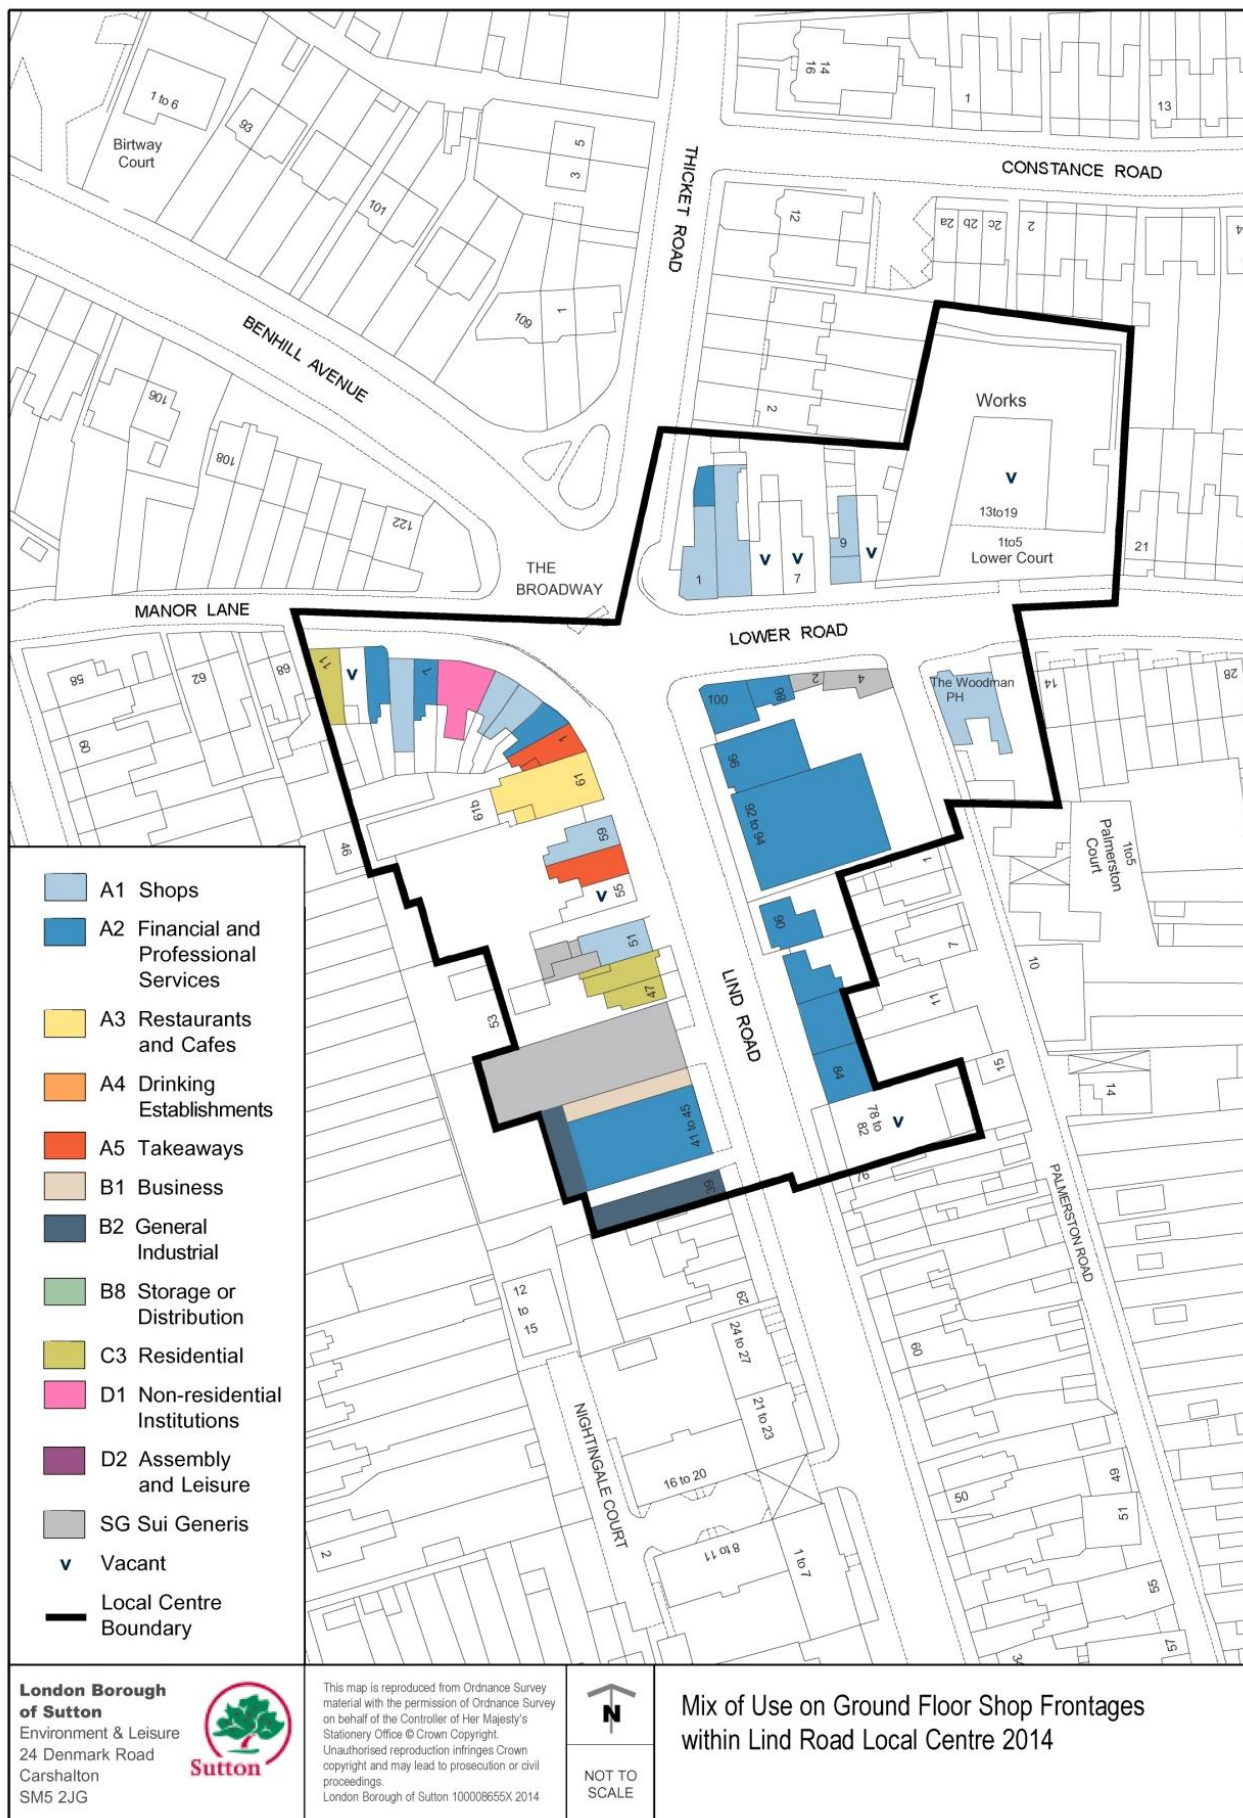 14
16
1
13
1 to 6
Birtway
Court
93
5
3
101
THICKET ROAD
CONSTANCE ROAD
12
2a
2b
2c
2
4
109
1
BENHILL AVENUE
106
108
122
2
Works
V
13to19
1to5
Lower Court
21
1
V
V
7
9
V
THE
BROADWAY
MANOR LANE
LOWER ROAD
58
62
68
60
11
V
7
1
61
61b
46
59
55
V
51
47
53
41 to 45
39
100
98
2
4
The Woodman
PH
14
28
96
92 to 94
1to5
Palmerston
Court
90
1
7
10
11
84
15
14
78 to
82
V
LIND ROAD
PALMERSTON ROAD
29
12
to
15
24 to 27
21 to 23
16 to 20
8 to 11
1 to 7
NIGHTINGALE COURT
2
60
50
49
51
55
57
34
A1 Shops
A2 Financial and
Professional
Services
A3 Restaurants
and Cafes
A4 Drinking
Establishments
A5 Takeaways
B1 Business
B2 General
Industrial
B8 Storage or
Distribution
C3 Residential
D1 Non-residential
Institutions
D2 Assembly
and Leisure
SG Sui Generis
V Vacant
Local Centre
Boundary
London Borough
of Sutton
Environment & Leisure
24 Denmark Road
Carshalton
SM5 2JG
Sutton
This map is reproduced from Ordnance Survey
material with the permission of Ordnance Survey
on behalf of the Controller of Her Majesty's
Stationery Office © Crown Copyright.
Unauthorised reproduction infringes Crown
copyright and may lead to prosecution or civil
proceedings.
London Borough of Sutton 100008655X 2014
N
NOT TO
SCALE
Mix of Use on Ground Floor Shop Frontages
within Lind Road Local Centre 2014